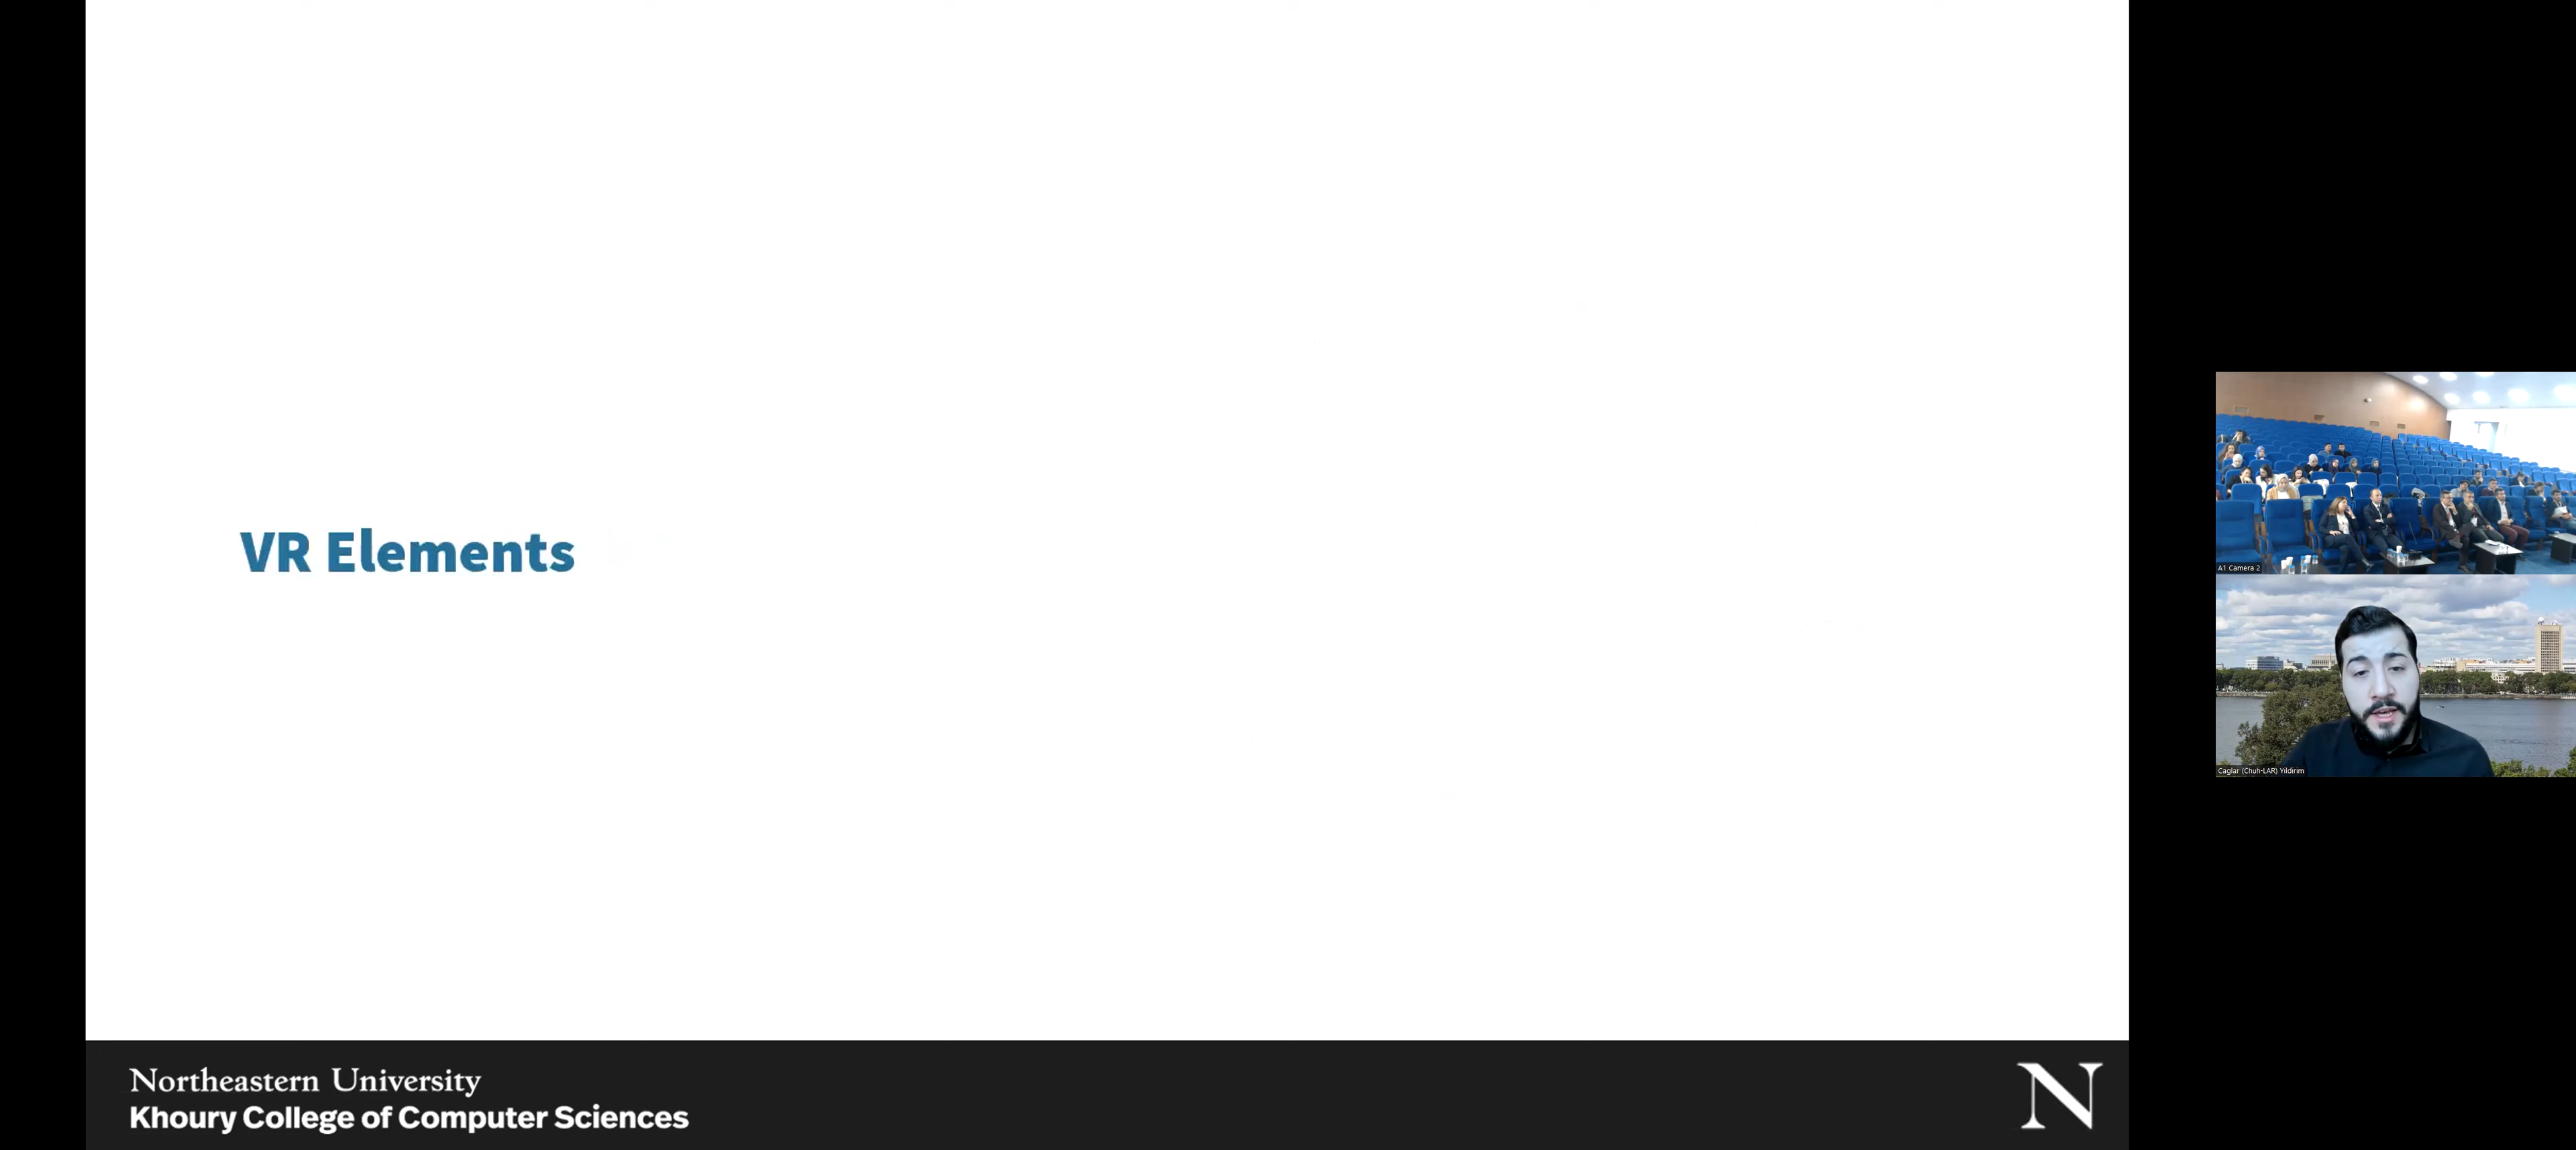 VR Elements
Northeastern University
Khoury College of Computer Sciences
N
A1 Camera 2
Caglar (Chuh-LAR) Yildirim